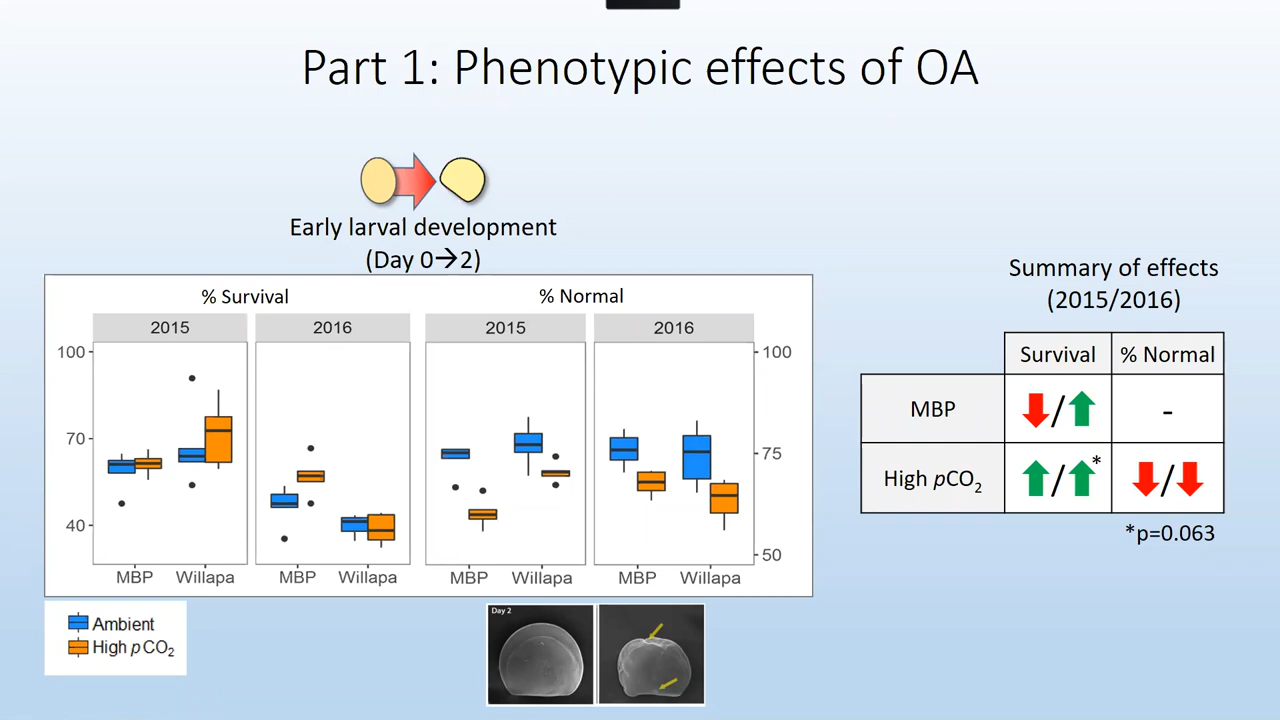 Part 1: Phenotypic effects of OA
Early larval development
(Day 0→2)
% Survival
% Normal
2015
2016
2015
2016
100
70
40
100
75
50
MBP
Willapa
MBP
Willapa
MBP
Willapa
MBP
Willapa
Ambient
High pCO₂
Day 2
Summary of effects
(2015/2016)
Survival
% Normal
MBP
/
-
High pCO₂
/
*
/
*p=0.063